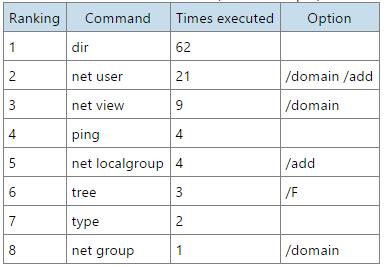 Ranking Command Times executed Option
1 dir 62
2 net user 21 /domain /add
3 net view 9 /domain
4 ping 4
5 net localgroup 4 /add
6 tree 3 /F
7 type 2
8 net group 1 /domain